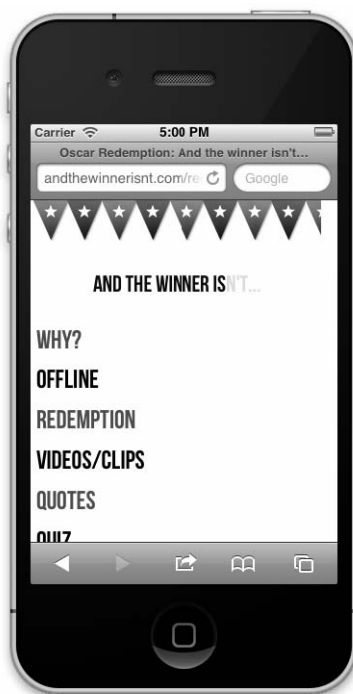 Carrier 5:00 PM
Oscar Redemption: And the winner isn't...
andthewinnerisnt.com/re Google
AND THE WINNER ISN'T...
WHY?
OFFLINE
REDEMPTION
VIDEOS/CLIPS
QUOTES
QUIZ